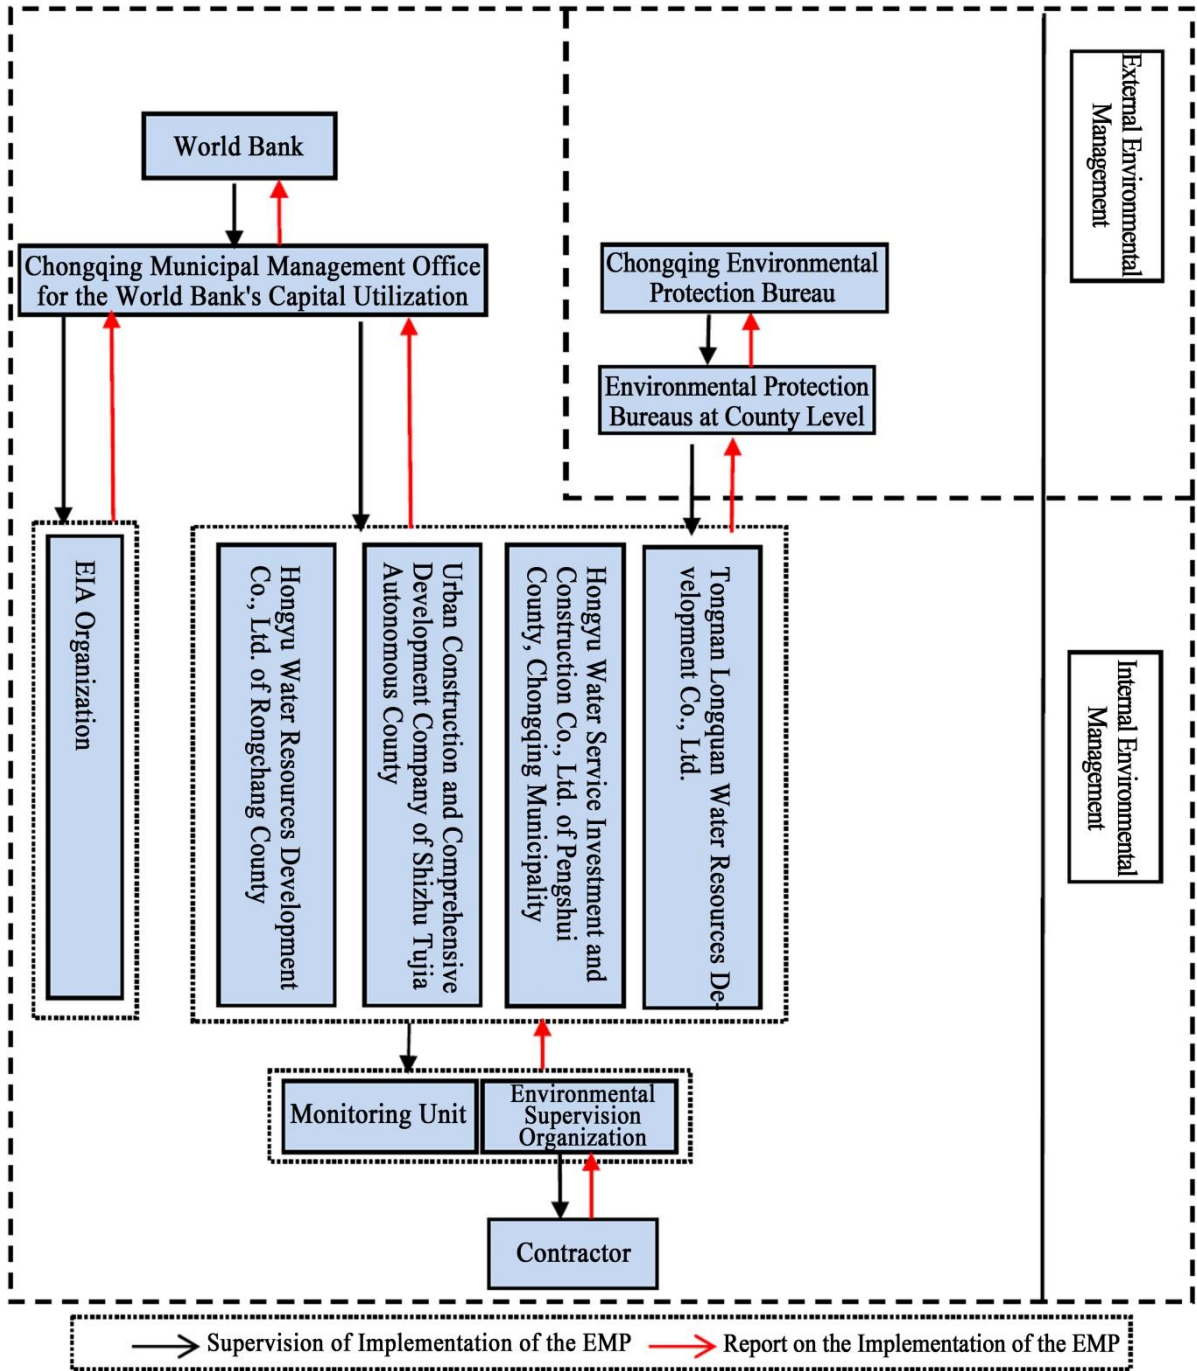 External Environmental
Management
World Bank
Chongqing Municipal Management Office
for the World Bank's Capital Utilization
Chongqing Environmental
Protection Bureau
Environmental Protection
Bureaus at County Level
EIA Organization
Hongyu Water Resources Development
Co., Ltd. of Rongchang County
Urban Construction and Comprehensive
Development Company of Shizhu Tujia
Autonomous County
Hongyu Water Service Investment and
Construction Co., Ltd. of Pengshui
County, Chongqing Municipality
Tongnan Longquan Water Resources De-
velopment Co., Ltd.
Internal Environmental
Management
Monitoring Unit
Environmental
Supervision
Organization
Contractor
Supervision of Implementation of the EMP
Report on the Implementation of the EMP